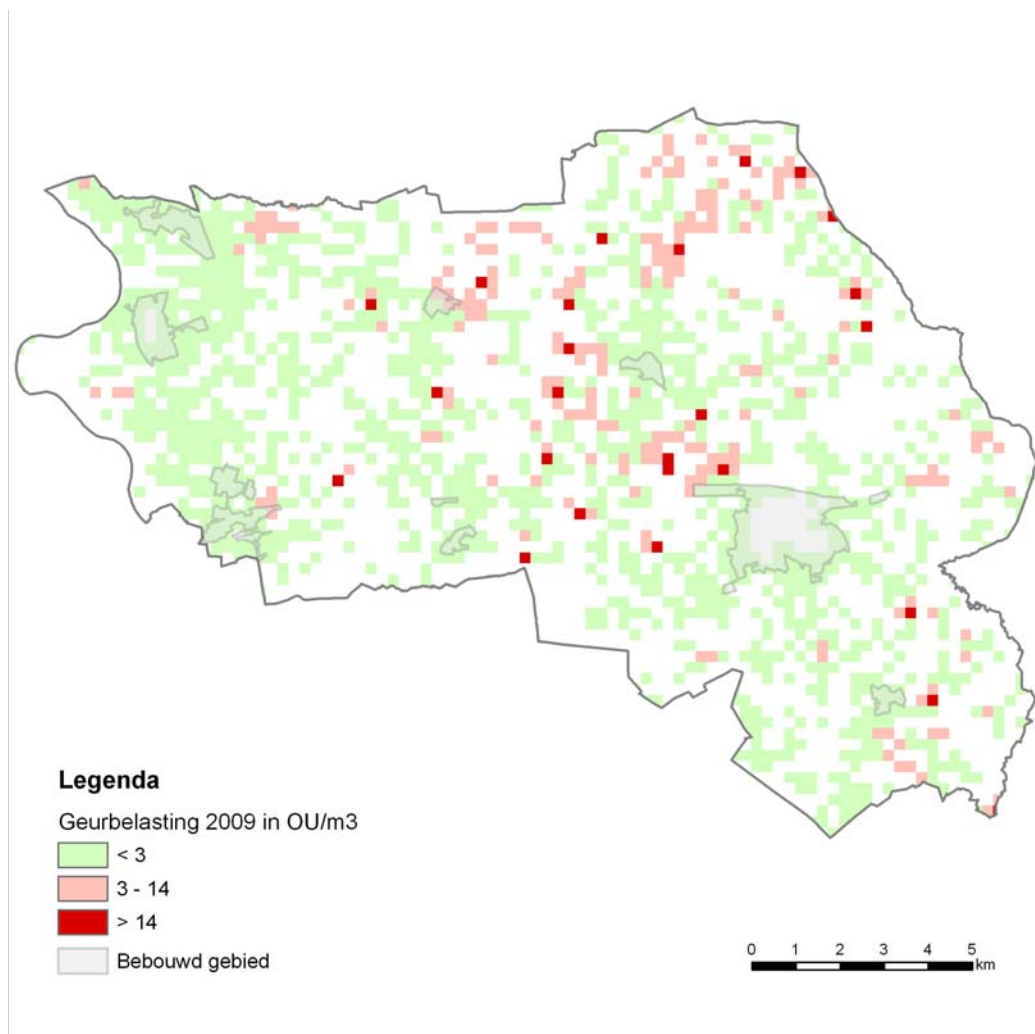 Legenda
Geurbelasting 2009 in OU/m3
< 3
3 - 14
> 14
Bebouwd gebied
0 1 2 3 4 5
km